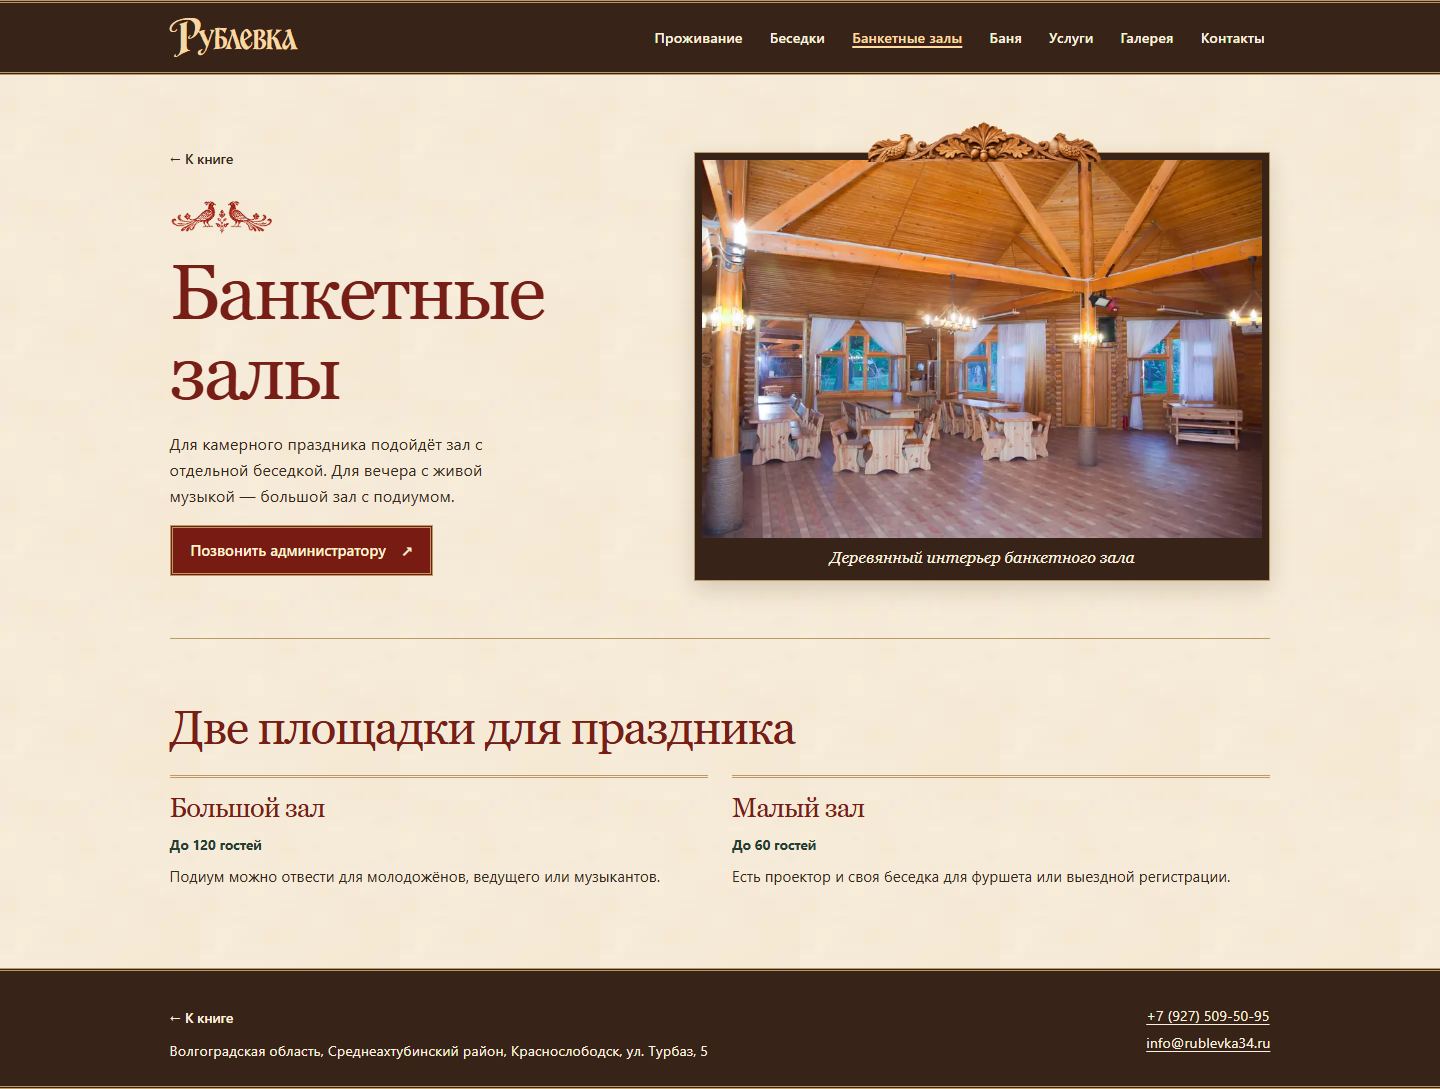 Рублевка
Проживание
Беседки
Банкетные залы
Баня
Услуги
Галерея
Контакты
← К книге
Банкетные
залы
Для камерного праздника подойдёт зал с
отдельной беседкой. Для вечера с живой
музыкой — большой зал с подиумом.
Позвонить администратору ↗
Деревянный интерьер банкетного зала
Две площадки для праздника
Большой зал
До 120 гостей
Подиум можно отвести для молодожёнов, ведущего или музыкантов.
Малый зал
До 60 гостей
Есть проектор и своя беседка для фуршета или выездной регистрации.
← К книге
Волгоградская область, Среднеахтубинский район, Краснослободск, ул. Турбаз, 5
+7 (927) 509-50-95
info@rublevka34.ru